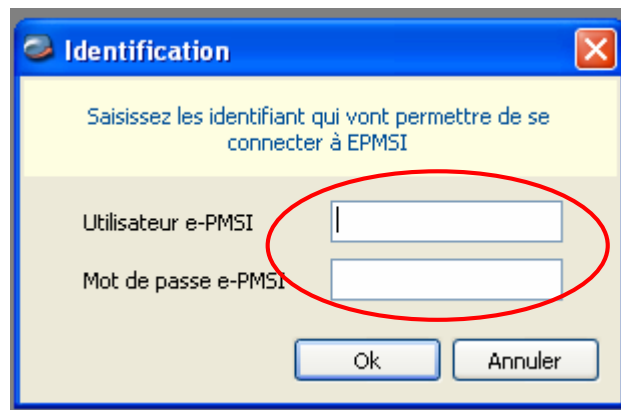 Identification
Saisissez les identifiant qui vont permettre de se
connecter à EPMSI
Utilisateur e-PMSI
Mot de passe e-PMSI
Ok Annuler